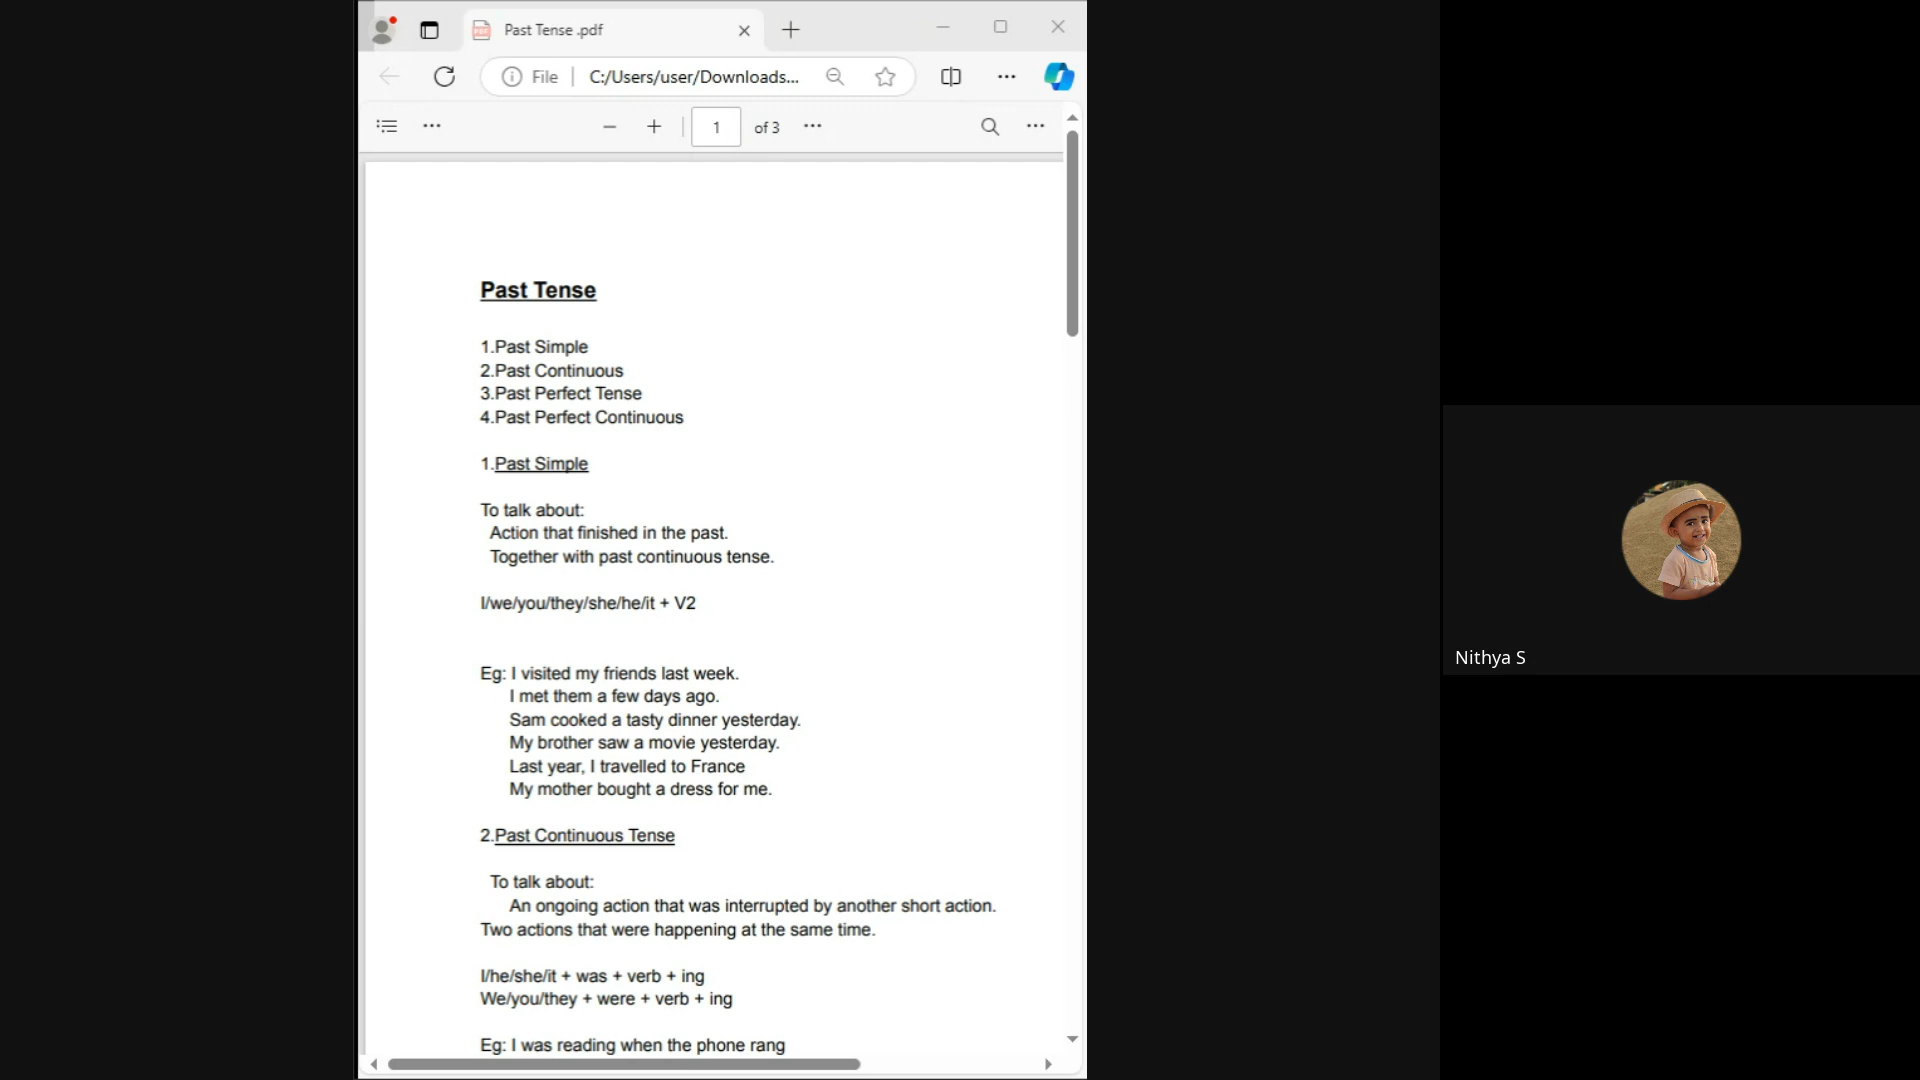 Past Tense .pdf
File
C:/Users/user/Downloads...
1 of 3
Past Tense
1.Past Simple
2.Past Continuous
3.Past Perfect Tense
4.Past Perfect Continuous
1.Past Simple
To talk about:
Action that finished in the past.
Together with past continuous tense.
I/we/you/they/she/he/it + V2
Eg: I visited my friends last week.
I met them a few days ago.
Sam cooked a tasty dinner yesterday.
My brother saw a movie yesterday.
Last year, I travelled to France
My mother bought a dress for me.
2.Past Continuous Tense
To talk about:
An ongoing action that was interrupted by another short action.
Two actions that were happening at the same time.
I/he/she/it + was + verb + ing
We/you/they + were + verb + ing
Eg: I was reading when the phone rang
Nithya S